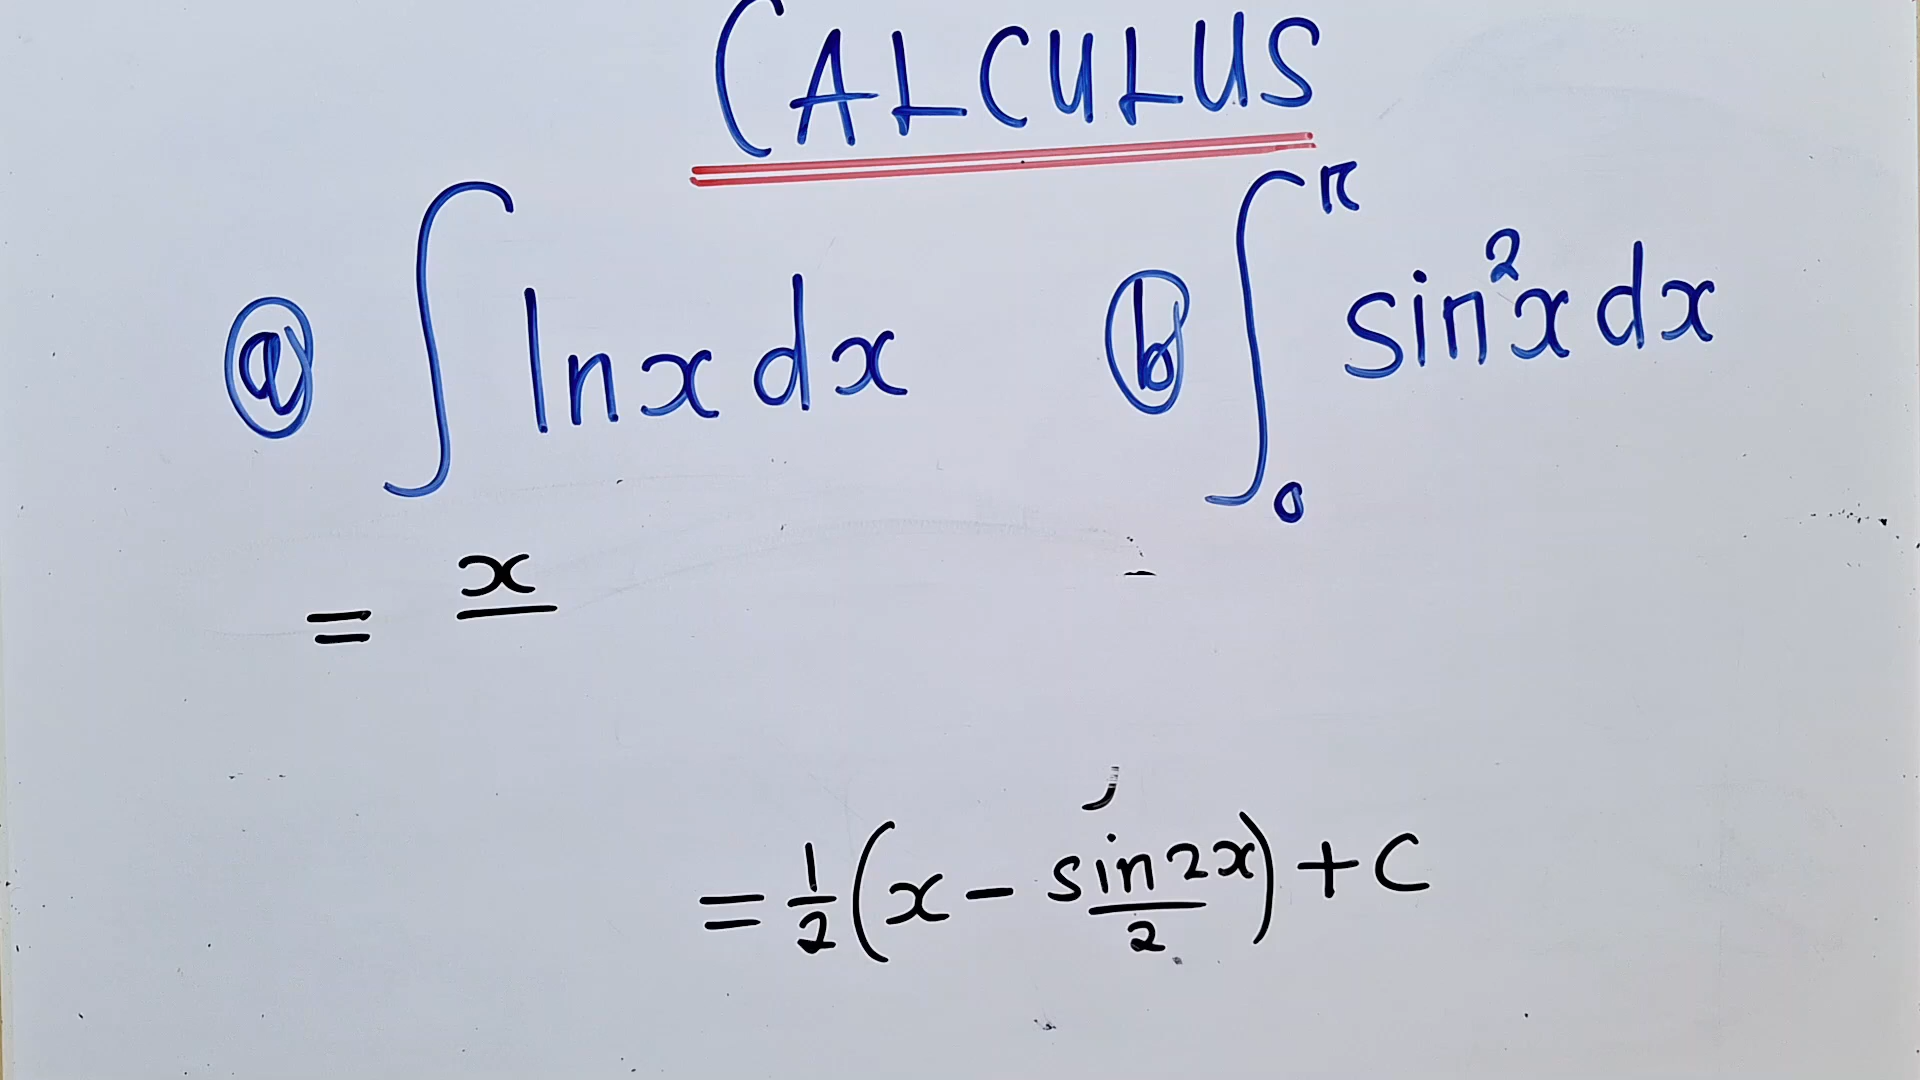 CALCULUS
ⓐ ∫ ln x dx ⓑ ∫₀^π sin²x dx
= x/
= 1/2 (x - sin2x/2) + C